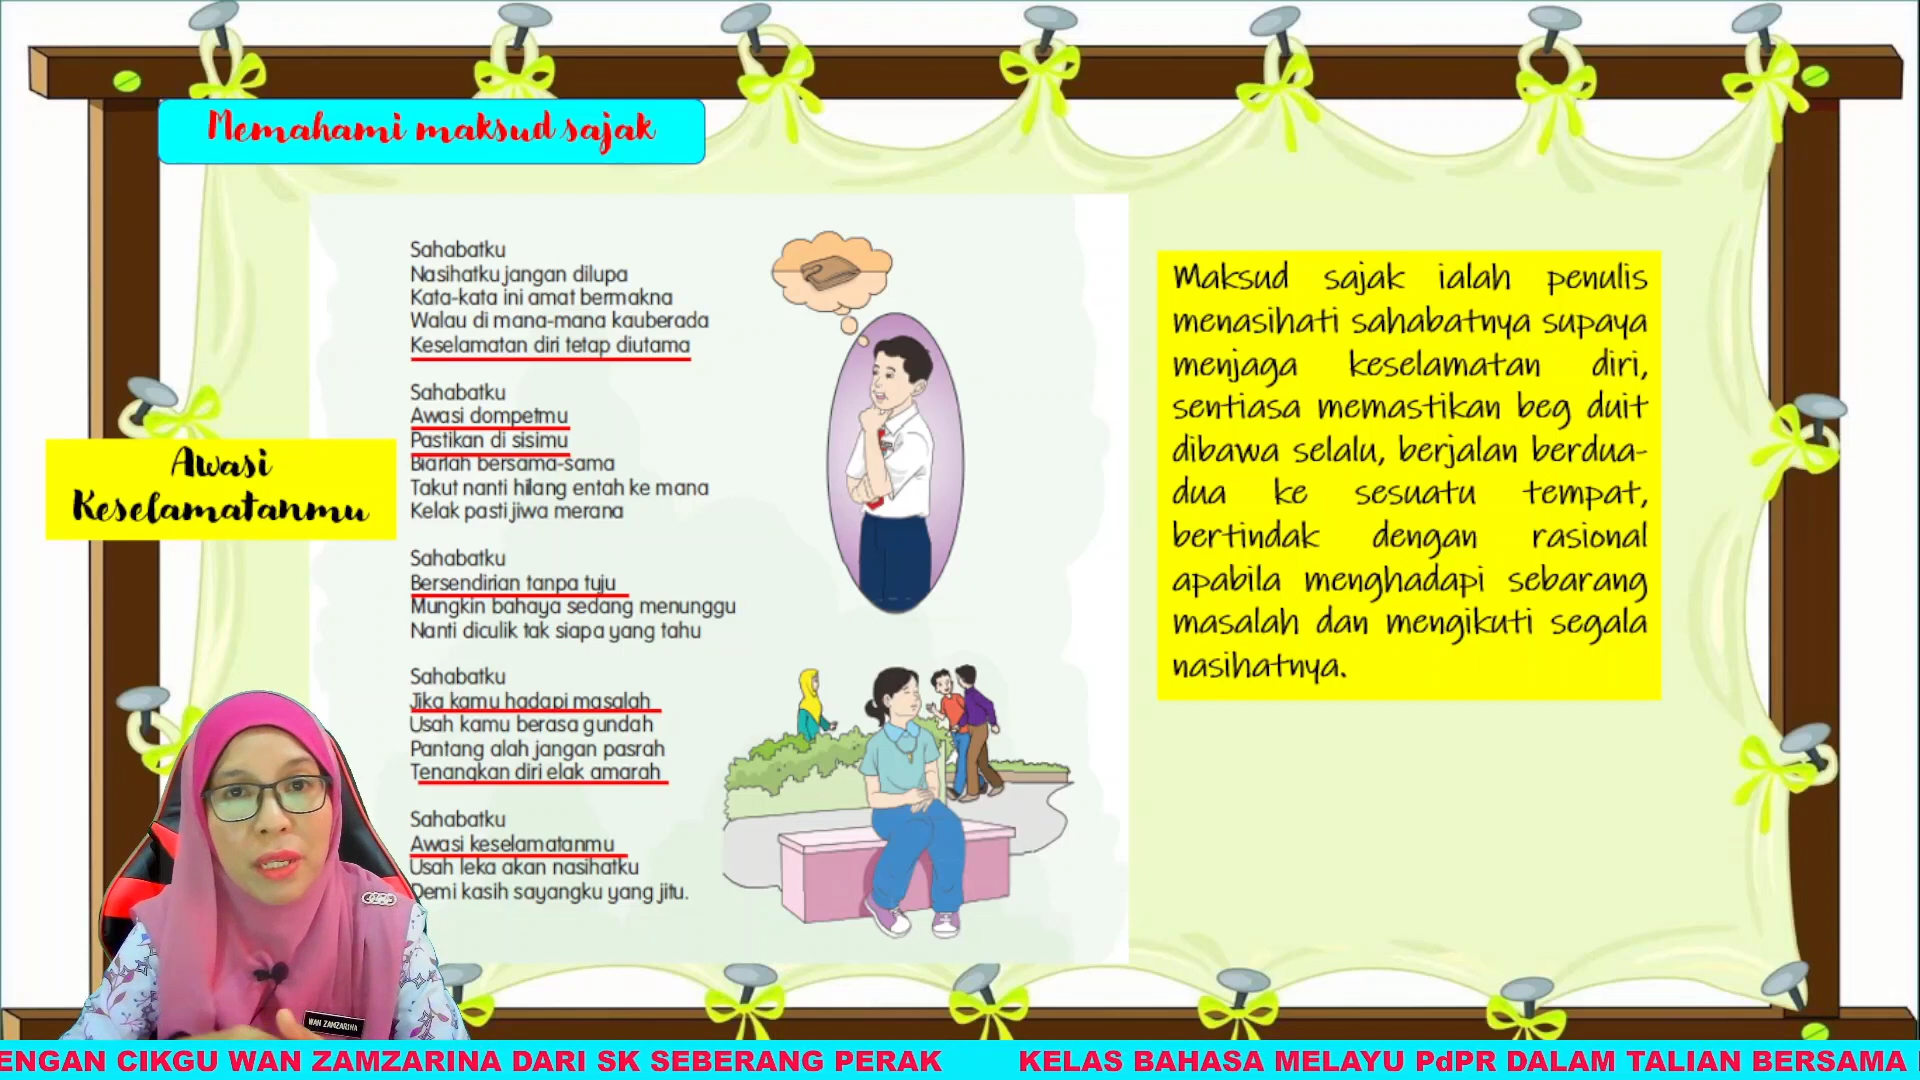 Memahami maksud sajak
Sahabatku
Nasihatku jangan dilupa
Kata-kata ini amat bermakna
Walau di mana-mana kauberada
Keselamatan diri tetap diutama
Sahabatku
Awasi dompetmu
Pastikan di sisimu
Biarlah bersama-sama
Takut nanti hilang entah ke mana
Kelak pasti jiwa merana
Sahabatku
Bersendirian tanpa tuju
Mungkin bahaya sedang menunggu
Nanti diculik tak siapa yang tahu
Sahabatku
Jika kamu hadapi masalah
Usah kamu berasa gundah
Pantang alah jangan pasrah
Tenangkan diri elak amarah
Sahabatku
Awasi keselamatanmu
Usah leka akan nasihatku
Demi kasih sayangku yang jitu.
Awasi
Keselamatanmu
Maksud sajak ialah penulis
menasihati sahabatnya supaya
menjaga keselamatan diri,
sentiasa memastikan beg duit
dibawa selalu, berjalan berdua-
dua ke sesuatu tempat,
bertindak dengan rasional
apabila menghadapi sebarang
masalah dan mengikuti segala
nasihatnya.
WAN ZAMZARINA
ENGAN CIKGU WAN ZAMZARINA DARI SK SEBERANG PERAK KELAS BAHASA MELAYU PdPR DALAM TALIAN BERSAMA